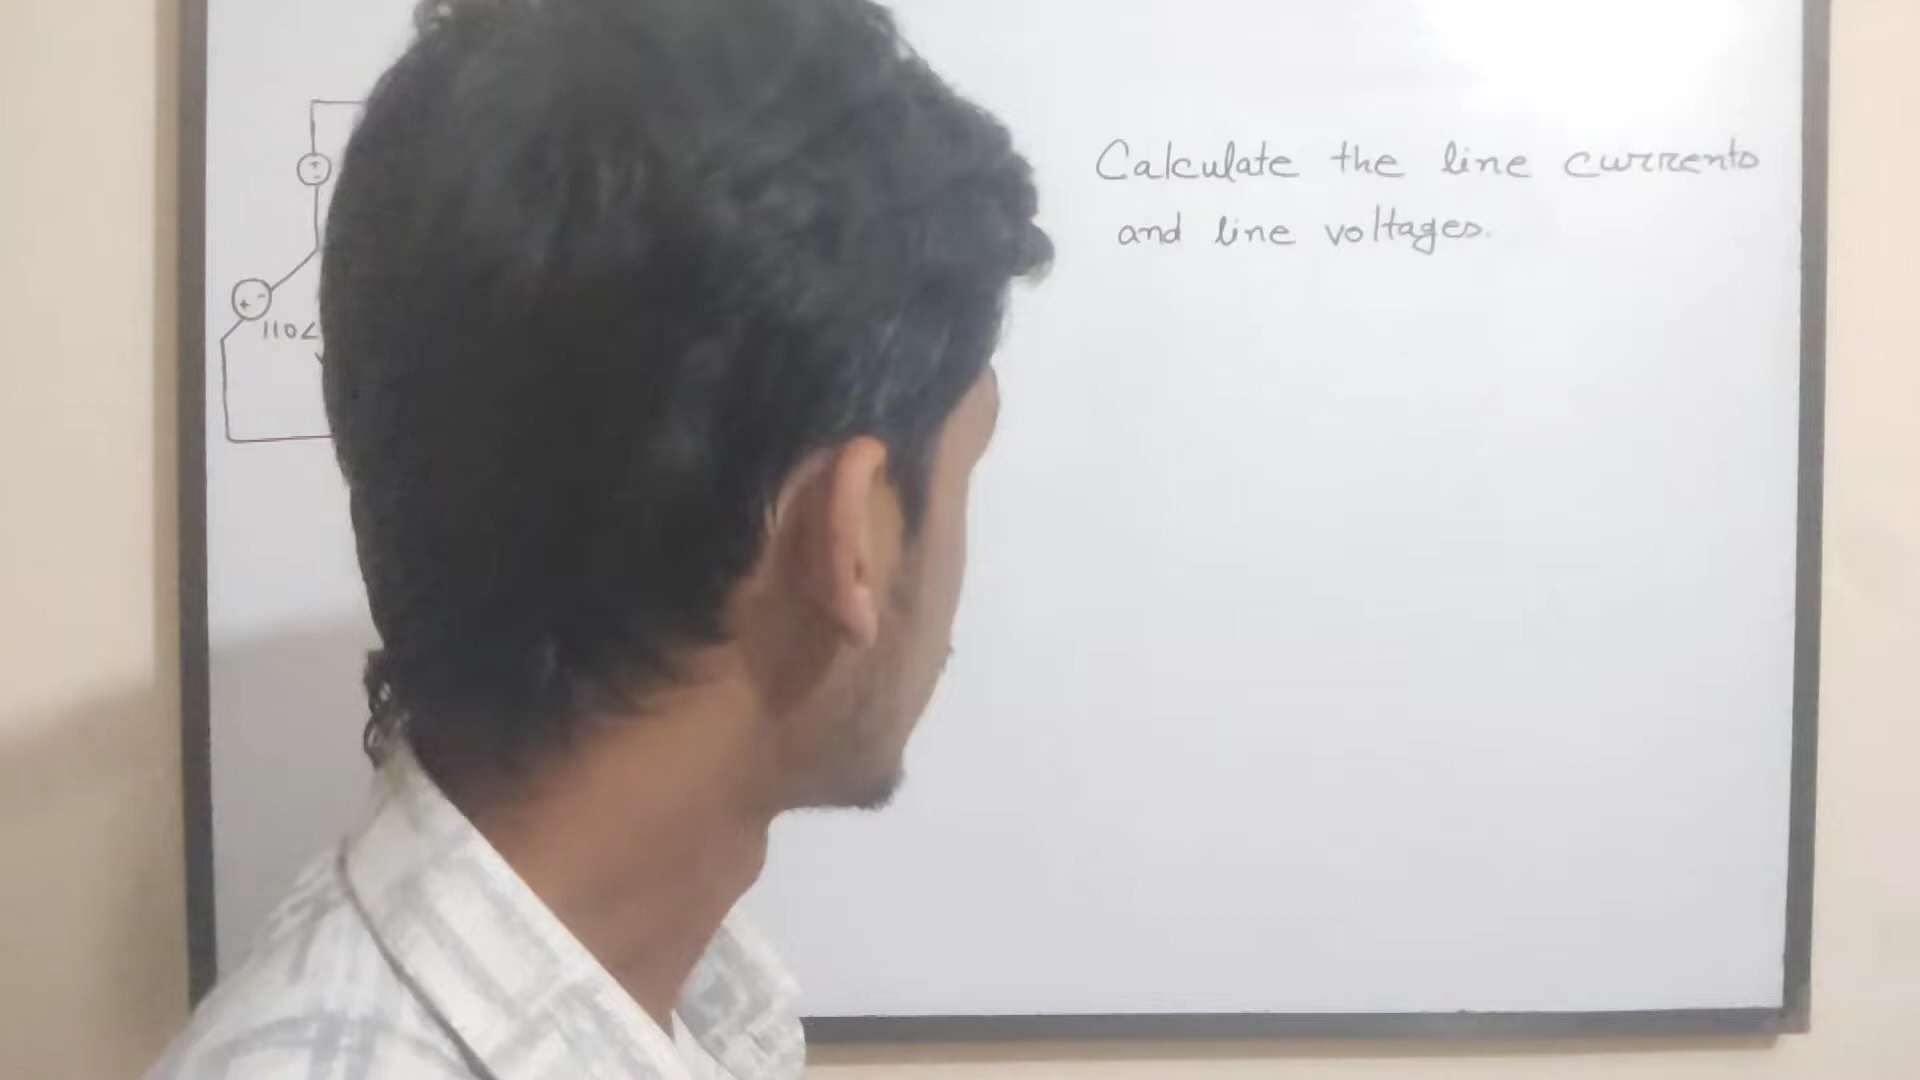 110∠
Calculate the line currents
and line voltages.